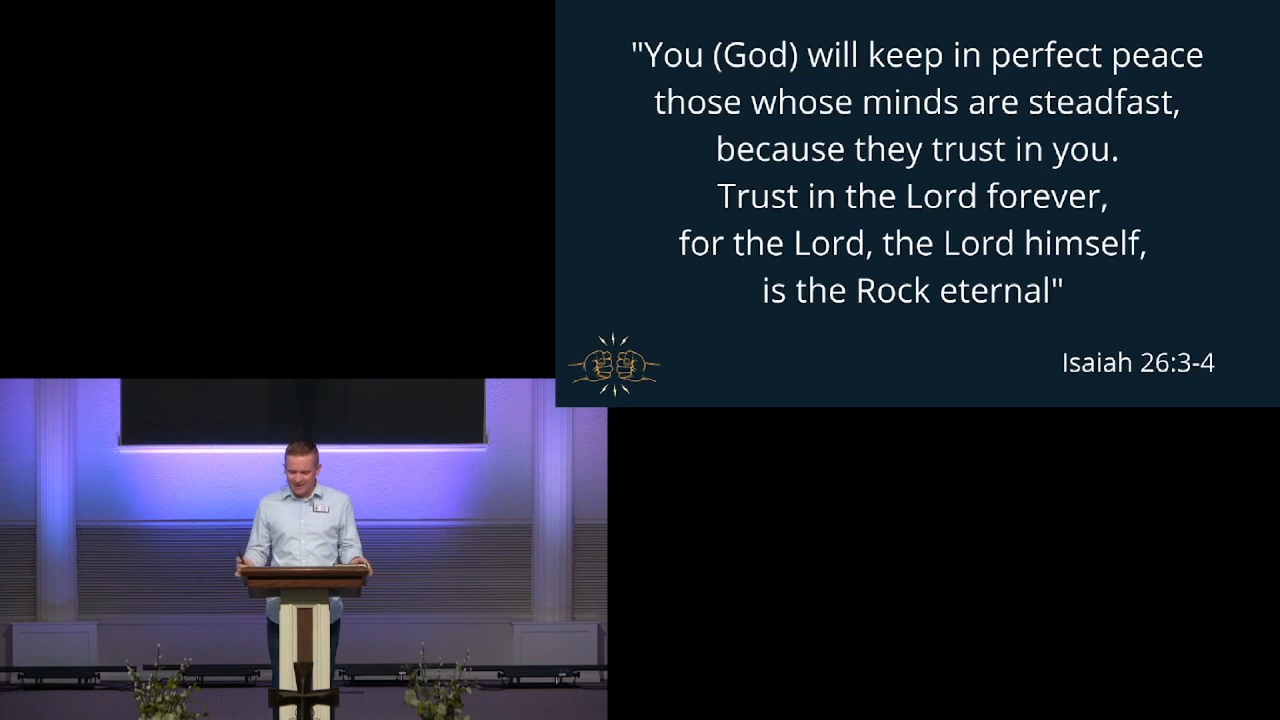 "You (God) will keep in perfect peace
those whose minds are steadfast,
because they trust in you.
Trust in the Lord forever,
for the Lord, the Lord himself,
is the Rock eternal"
Isaiah 26:3-4